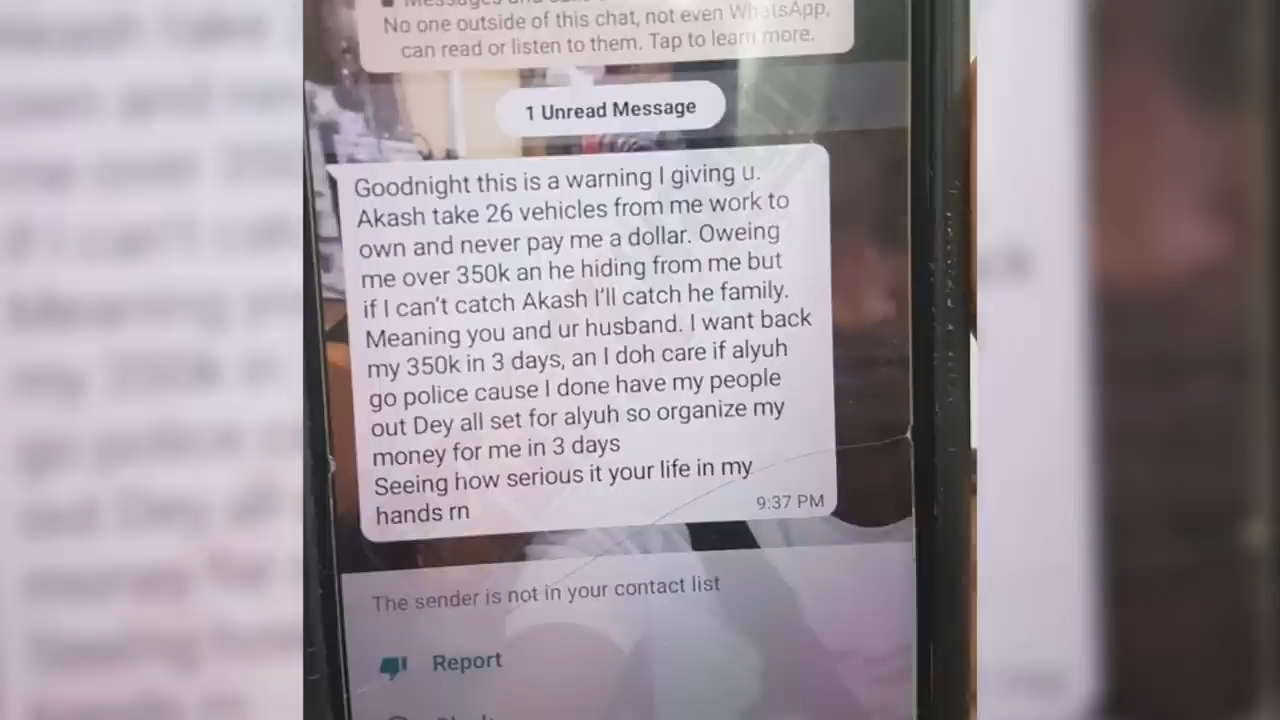 No one outside of this chat, not even WhatsApp,
can read or listen to them. Tap to learn more.
1 Unread Message
Goodnight this is a warning I giving u.
Akash take 26 vehicles from me work to
own and never pay me a dollar. Oweing
me over 350k an he hiding from me but
if I can't catch Akash I'll catch he family.
Meaning you and ur husband. I want back
my 350k in 3 days, an I doh care if alyuh
go police cause I done have my people
out Dey all set for alyuh so organize my
money for me in 3 days
Seeing how serious it your life in my
hands rn
9:37 PM
The sender is not in your contact list
Report